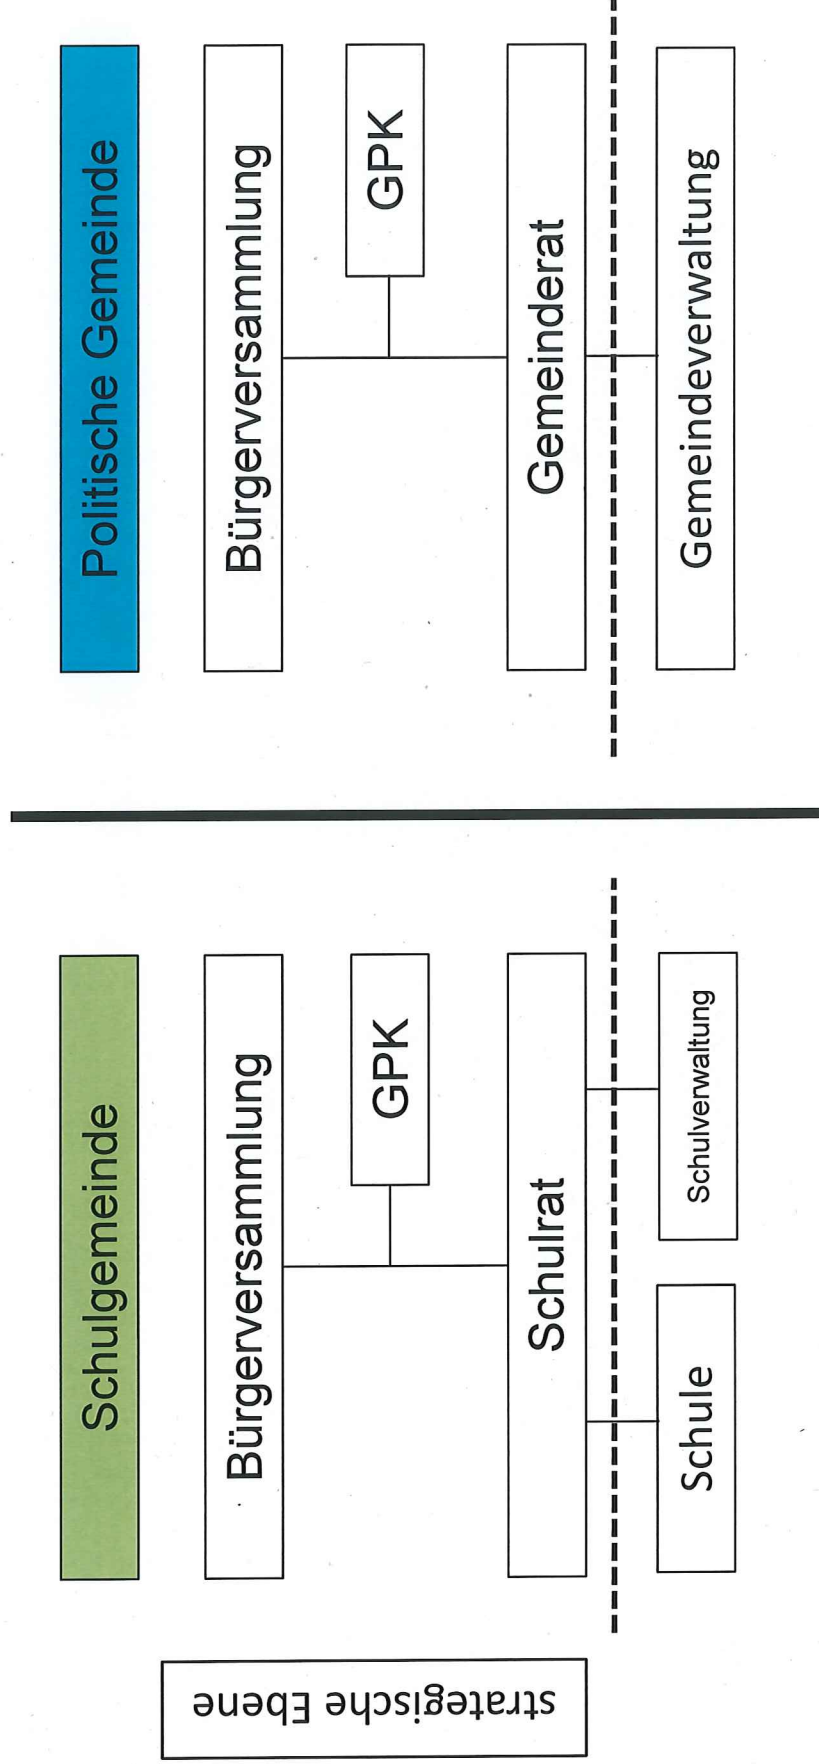 Schulgemeinde
Politische Gemeinde
Bürgerversammlung
Bürgerversammlung
GPK
GPK
Schulrat
Gemeinderat
Schule
Schulverwaltung
Gemeindeverwaltung
strategische Ebene